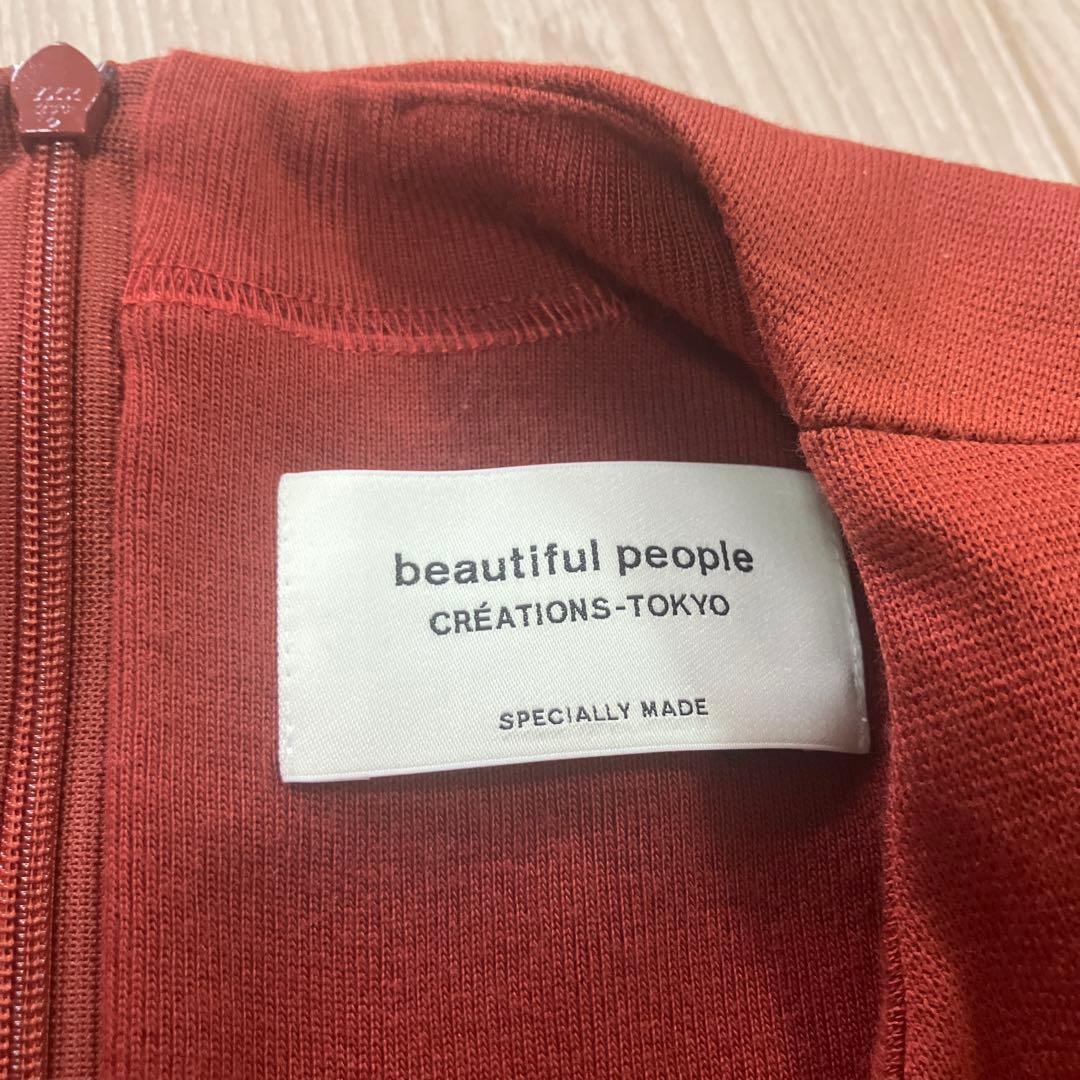 beautiful people
CRÉATIONS-TOKYO
SPECIALLY MADE